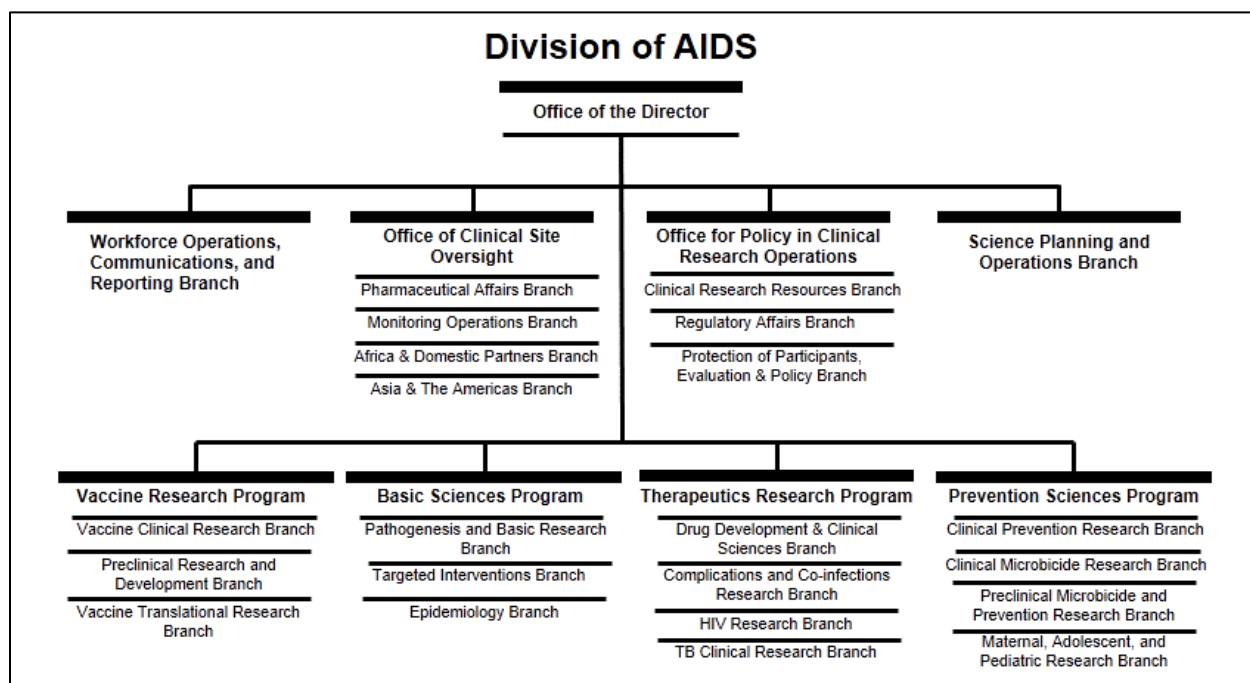 Division of AIDS
Office of the Director
Workforce Operations,
Communications, and
Reporting Branch
Office of Clinical Site
Oversight
Pharmaceutical Affairs Branch
Monitoring Operations Branch
Africa & Domestic Partners Branch
Asia & The Americas Branch
Office for Policy in Clinical
Research Operations
Clinical Research Resources Branch
Regulatory Affairs Branch
Protection of Participants,
Evaluation & Policy Branch
Science Planning and
Operations Branch
Vaccine Research Program
Vaccine Clinical Research Branch
Preclinical Research and
Development Branch
Vaccine Translational Research
Branch
Basic Sciences Program
Pathogenesis and Basic Research
Branch
Targeted Interventions Branch
Epidemiology Branch
Therapeutics Research Program
Drug Development & Clinical
Sciences Branch
Complications and Co-infections
Research Branch
HIV Research Branch
TB Clinical Research Branch
Prevention Sciences Program
Clinical Prevention Research Branch
Clinical Microbicide Research Branch
Preclinical Microbicide and
Prevention Research Branch
Maternal, Adolescent, and
Pediatric Research Branch